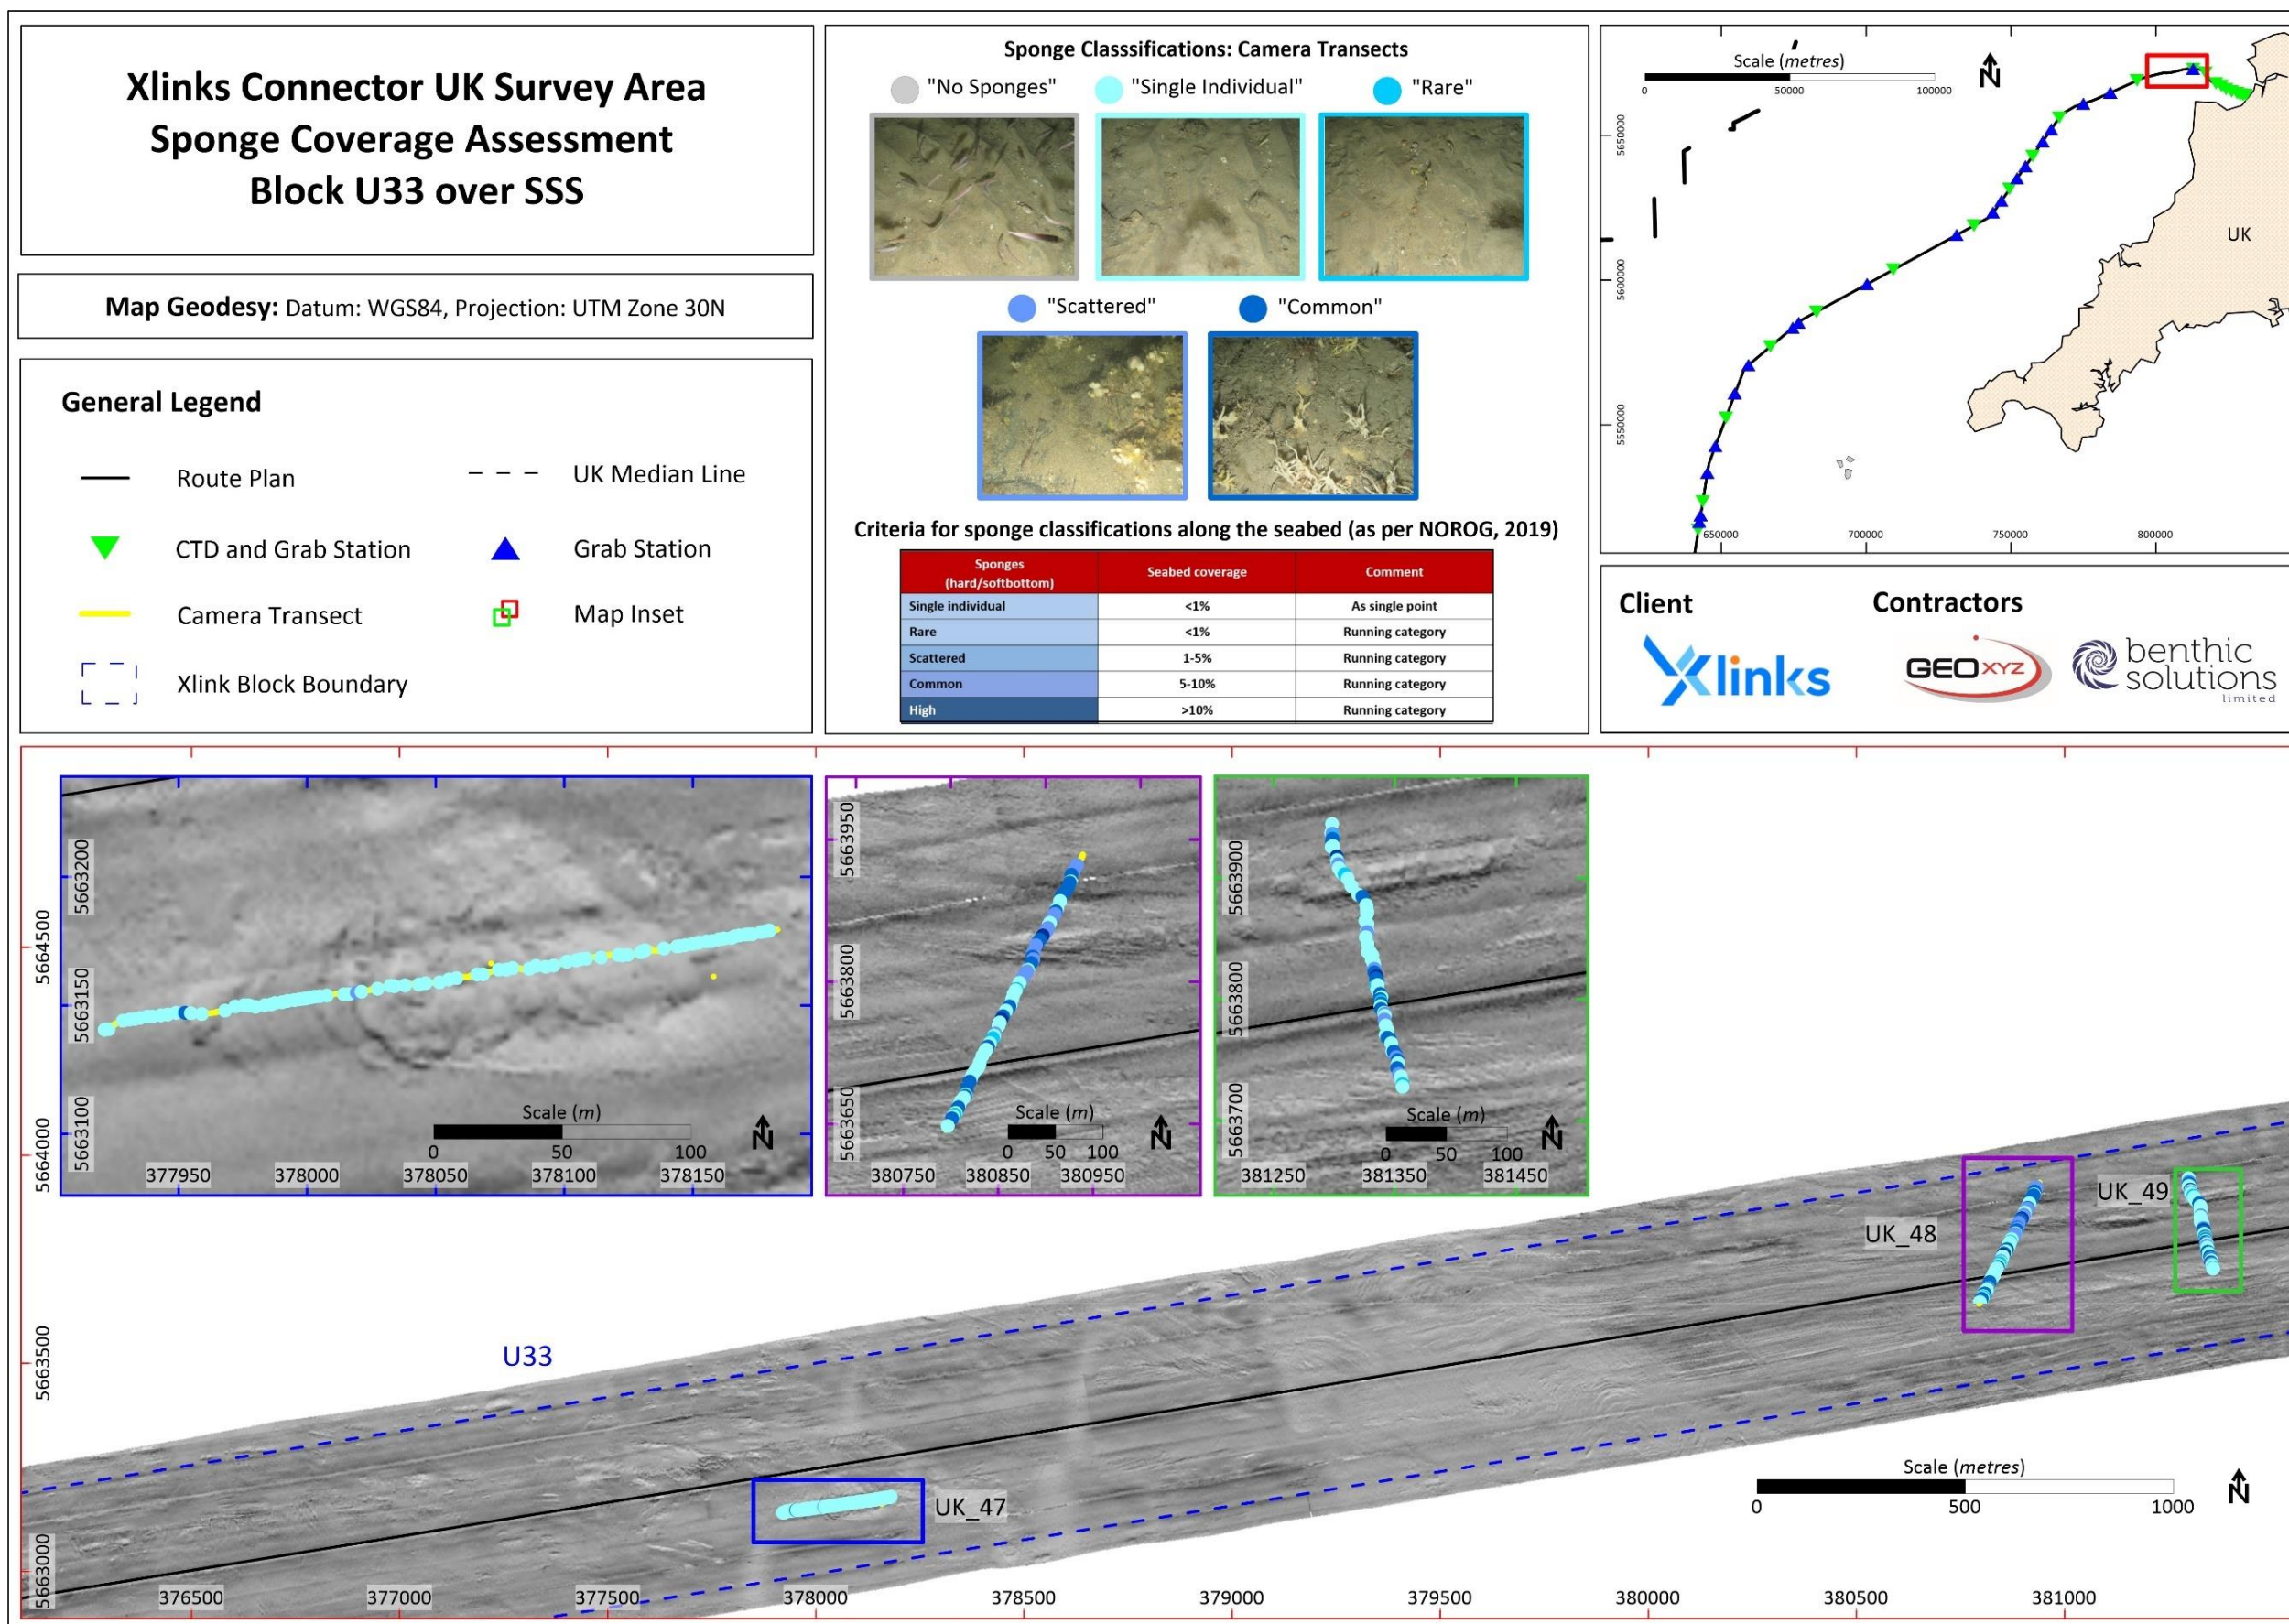 Xlinks Connector UK Survey Area
Sponge Coverage Assessment
Block U33 over SSS
Map Geodesy: Datum: WGS84, Projection: UTM Zone 30N
General Legend
Route Plan
UK Median Line
CTD and Grab Station
Grab Station
Camera Transect
Map Inset
Xlink Block Boundary
Sponge Classsifications: Camera Transects
"No Sponges"
"Single Individual"
"Rare"
"Scattered"
"Common"
Criteria for sponge classifications along the seabed (as per NOROG, 2019)
Sponges
(hard/softbottom)
Seabed coverage
Comment
Single individual <1% As single point
Rare <1% Running category
Scattered 1-5% Running category
Common 5-10% Running category
High >10% Running category
Scale (metres)
0 50000 100000
N
5650000
5600000
5550000
650000 700000 750000 800000
UK
Client
Contractors
Xlinks
GEOXYZ
benthic
solutions
limited
5663200
5663150
5663100
Scale (m)
0 50 100
N
377950 378000 378050 378100 378150
5663950
5663800
5663650
Scale (m)
0 50 100
N
380750 380850 380950
5663900
5663800
5663700
Scale (m)
0 50 100
N
381250 381350 381450
5664500
5664000
5663500
5663000
U33
UK_47
UK_48
UK_49
Scale (metres)
0 500 1000
N
376500 377000 377500 378000 378500 379000 379500 380000 380500 381000